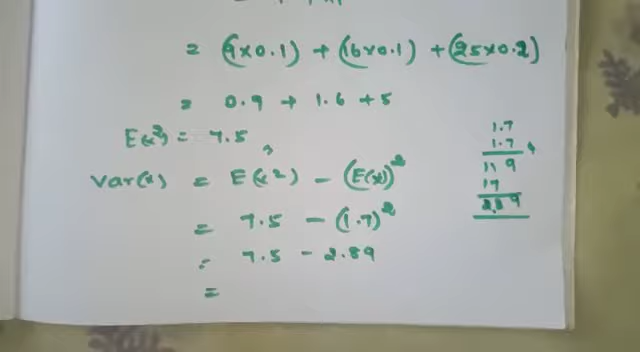 = (9×0.1) + (16×0.1) + (25×0.2)
= 0.9 + 1.6 + 5
E(x²) = 7.5,
Var(x) = E(x²) - (E(x))²
= 7.5 - (1.7)²
= 7.5 - 2.89
=
1.7
1.7 ×
119
17
2.89